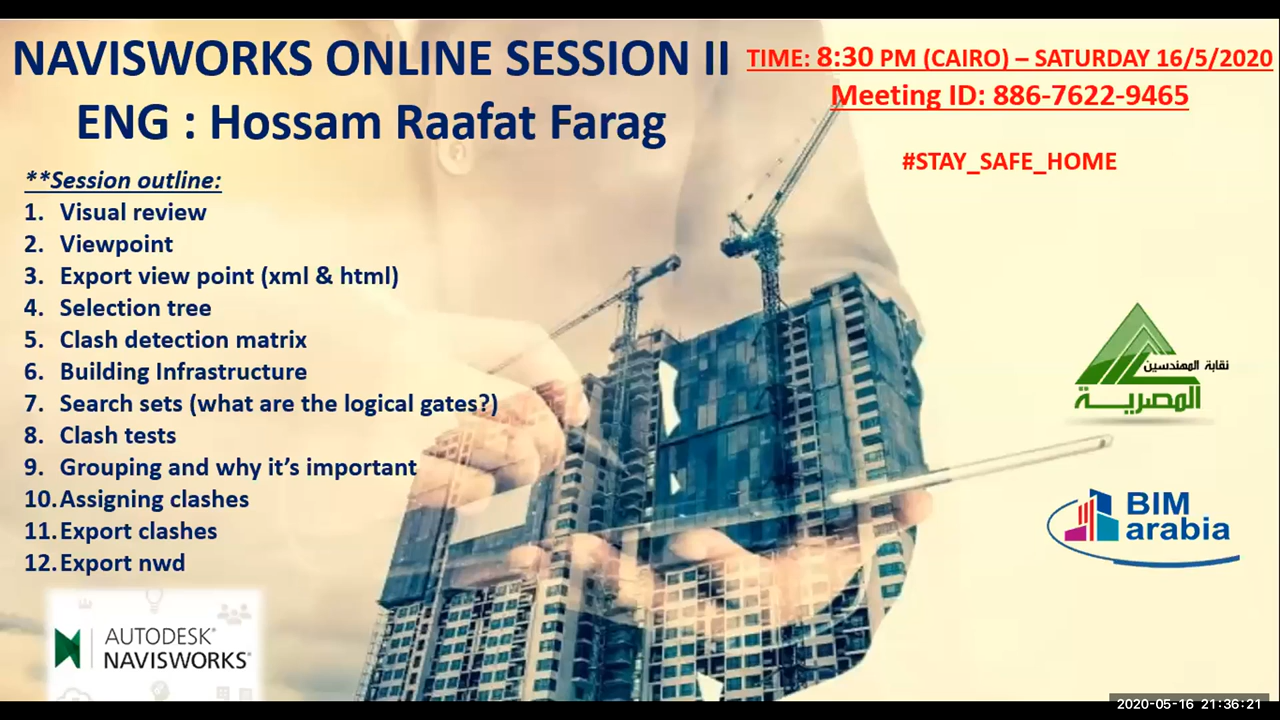 NAVISWORKS ONLINE SESSION II
ENG : Hossam Raafat Farag
TIME: 8:30 PM (CAIRO) – SATURDAY 16/5/2020
Meeting ID: 886-7622-9465
#STAY_SAFE_HOME
**Session outline:
1. Visual review
2. Viewpoint
3. Export view point (xml & html)
4. Selection tree
5. Clash detection matrix
6. Building Infrastructure
7. Search sets (what are the logical gates?)
8. Clash tests
9. Grouping and why it’s important
10. Assigning clashes
11. Export clashes
12. Export nwd
نقابة المهندسين
المصرية
BIM
arabia
AUTODESK®
NAVISWORKS®
2020-05-16 21:36:21